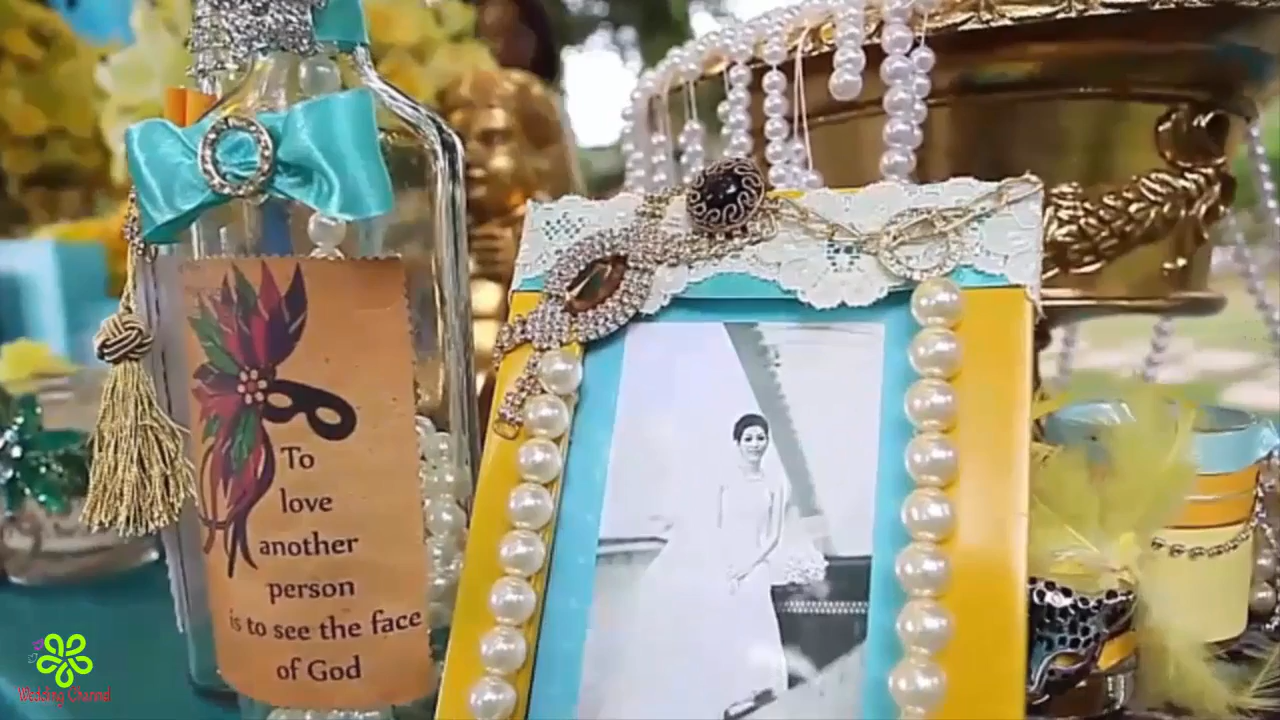 To
love
another
person
is to see the face
of God
Wedding Channel